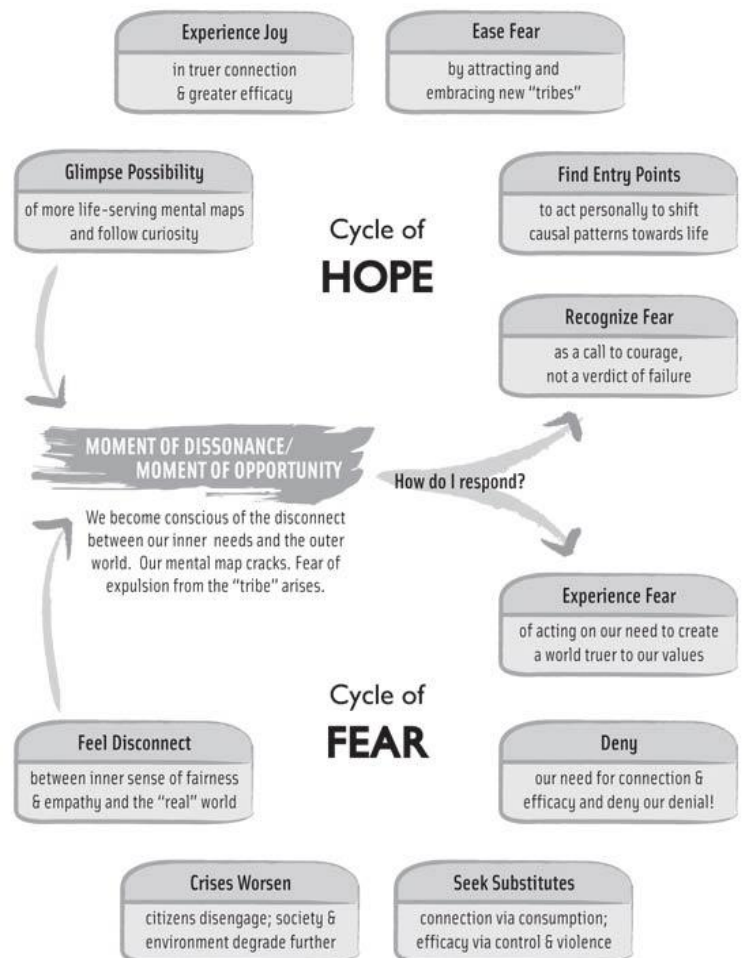 Experience Joy
in truer connection
& greater efficacy
Ease Fear
by attracting and
embracing new “tribes”
Glimpse Possibility
of more life-serving mental maps
and follow curiosity
Find Entry Points
to act personally to shift
causal patterns towards life
Cycle of
HOPE
Recognize Fear
as a call to courage,
not a verdict of failure
MOMENT OF DISSONANCE/
MOMENT OF OPPORTUNITY
How do I respond?
We become conscious of the disconnect
between our inner needs and the outer
world. Our mental map cracks. Fear of
expulsion from the “tribe” arises.
Experience Fear
of acting on our need to create
a world truer to our values
Cycle of
FEAR
Feel Disconnect
between inner sense of fairness
& empathy and the “real” world
Deny
our need for connection &
efficacy and deny our denial!
Crises Worsen
citizens disengage; society &
environment degrade further
Seek Substitutes
connection via consumption;
efficacy via control & violence